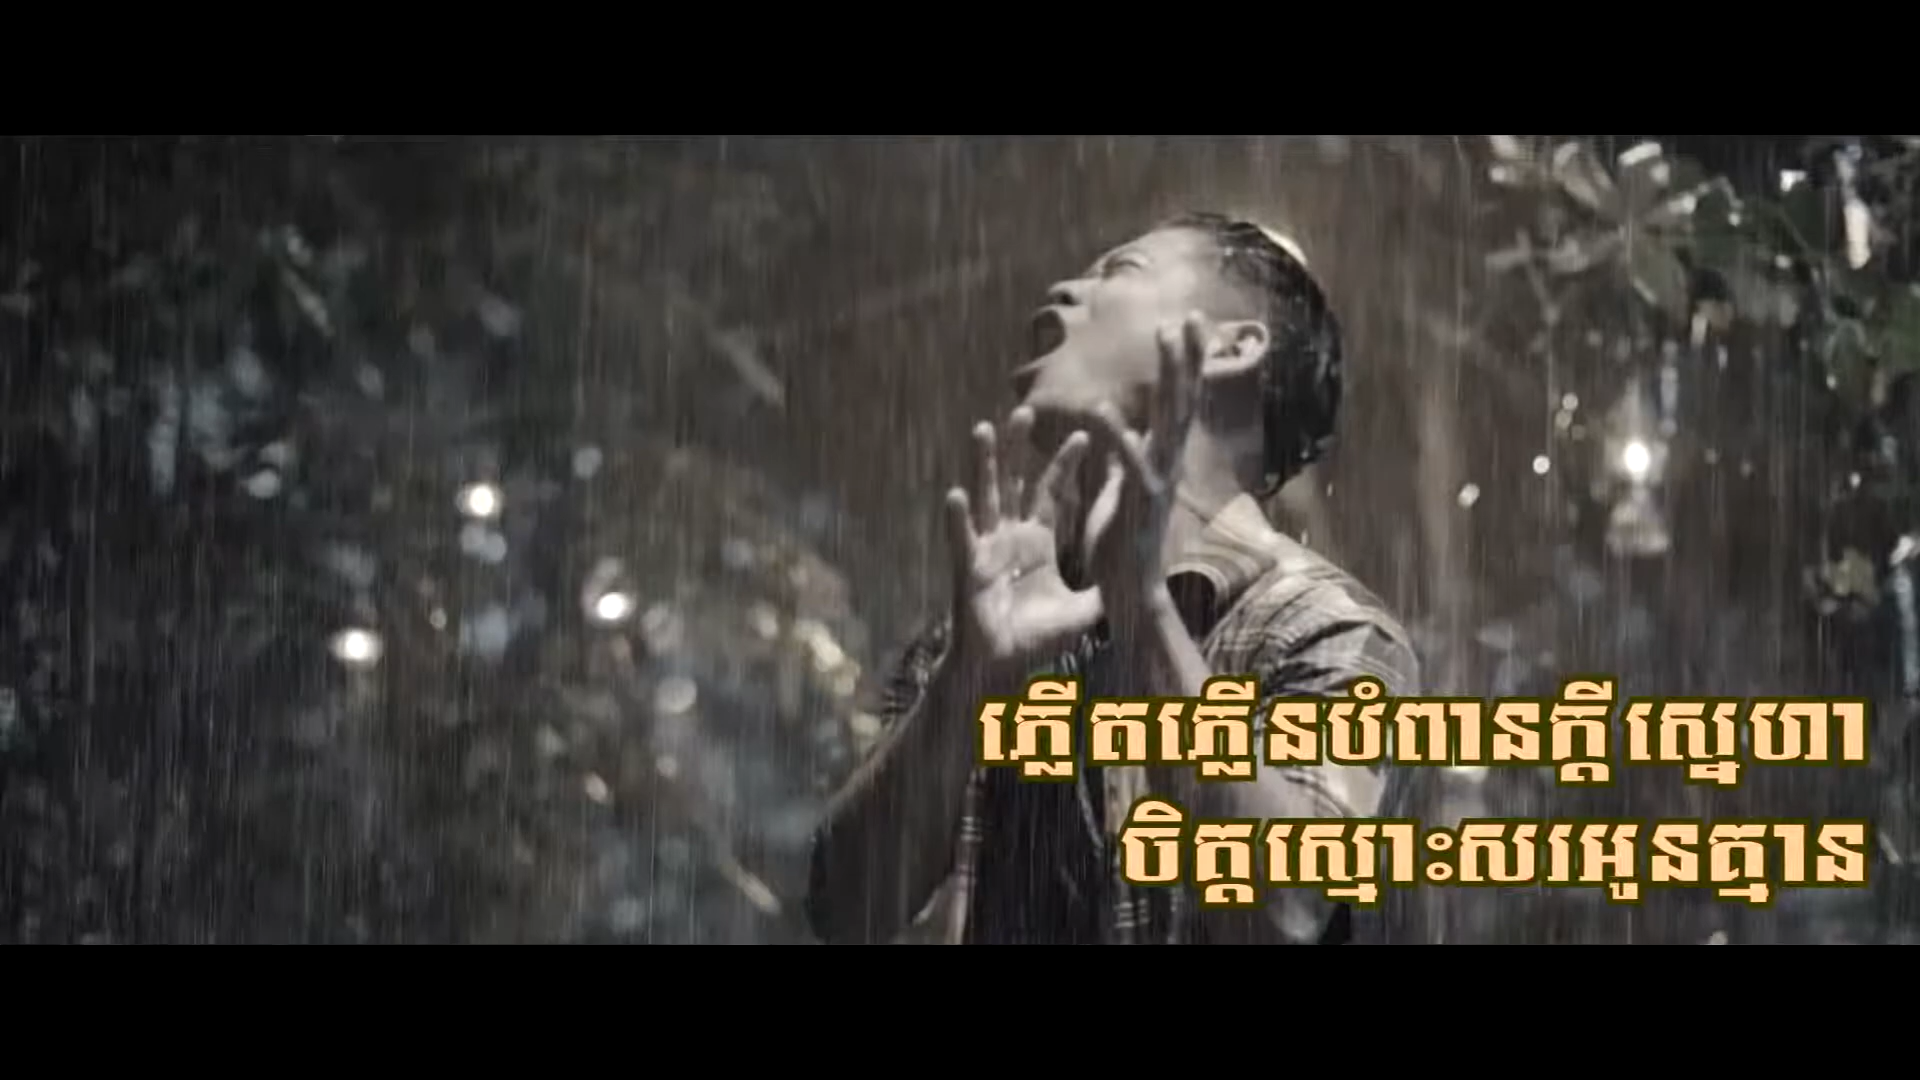 ភ្លើតភ្លើនបំពានក្ដីស្នេហា
ចិត្តស្មោះសរអូនគ្មាន